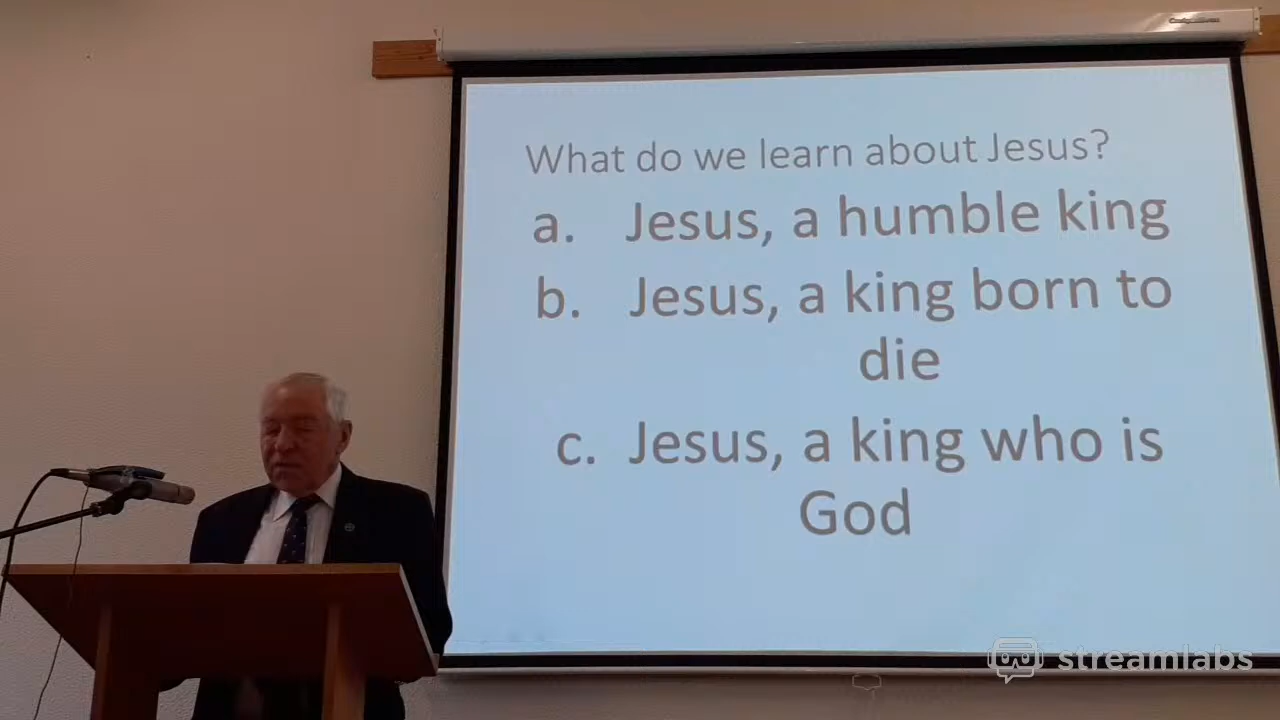 What do we learn about Jesus?
a. Jesus, a humble king
b. Jesus, a king born to
die
c. Jesus, a king who is
God
streamlabs